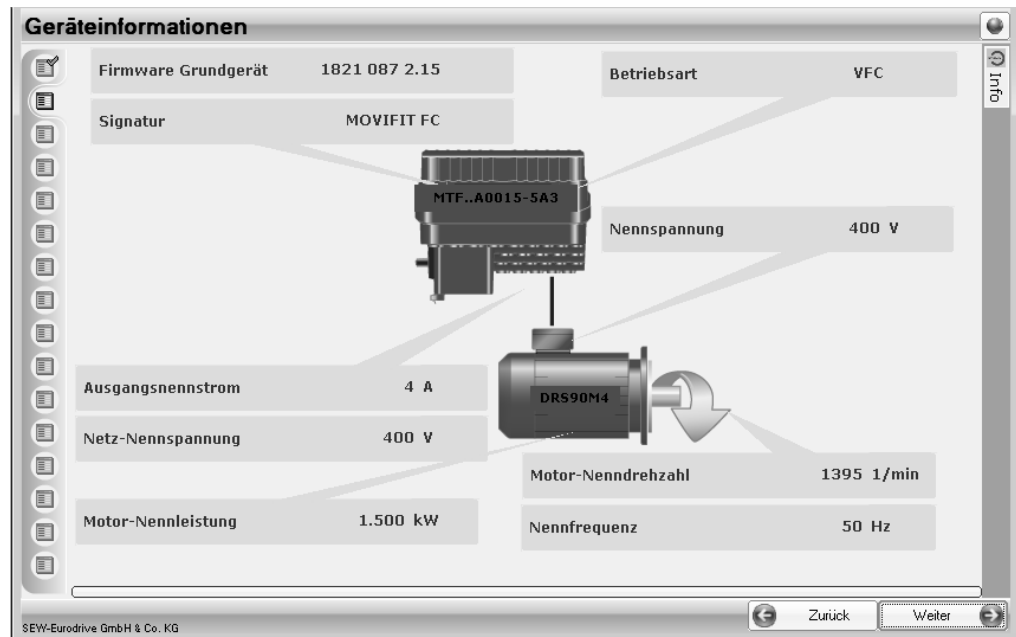 Geräteinformationen
Info
Firmware Grundgerät 1821 087 2.15
Betriebsart VFC
Signatur MOVIFIT FC
MTF..A0015-5A3
Nennspannung 400 V
Ausgangsnennstrom 4 A
DRS90M4
Netz-Nennspannung 400 V
Motor-Nenndrehzahl 1395 1/min
Motor-Nennleistung 1.500 kW
Nennfrequenz 50 Hz
Zurück
Weiter
SEW-Eurodrive GmbH & Co. KG